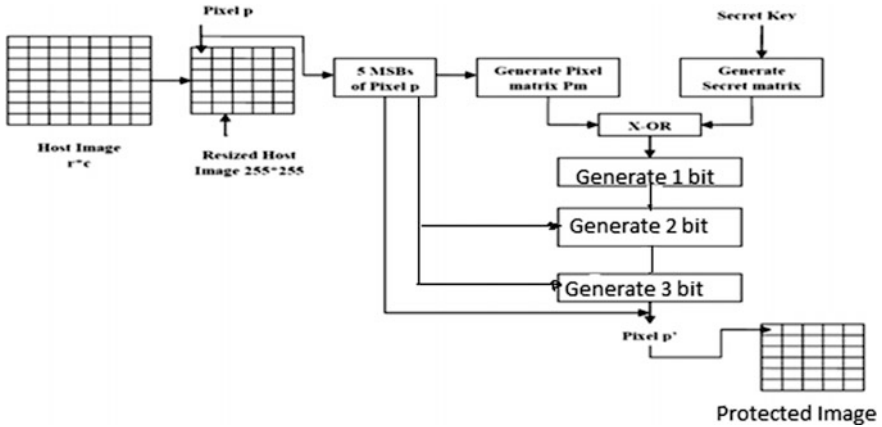 Pixel p
Secret Key
5 MSBs
of Pixel p
Generate Pixel
matrix Pm
Generate
Secret matrix
X-OR
Host Image
r*c
Resized Host
Image 255*255
Generate 1 bit
Generate 2 bit
Generate 3 bit
Pixel p'
Protected Image